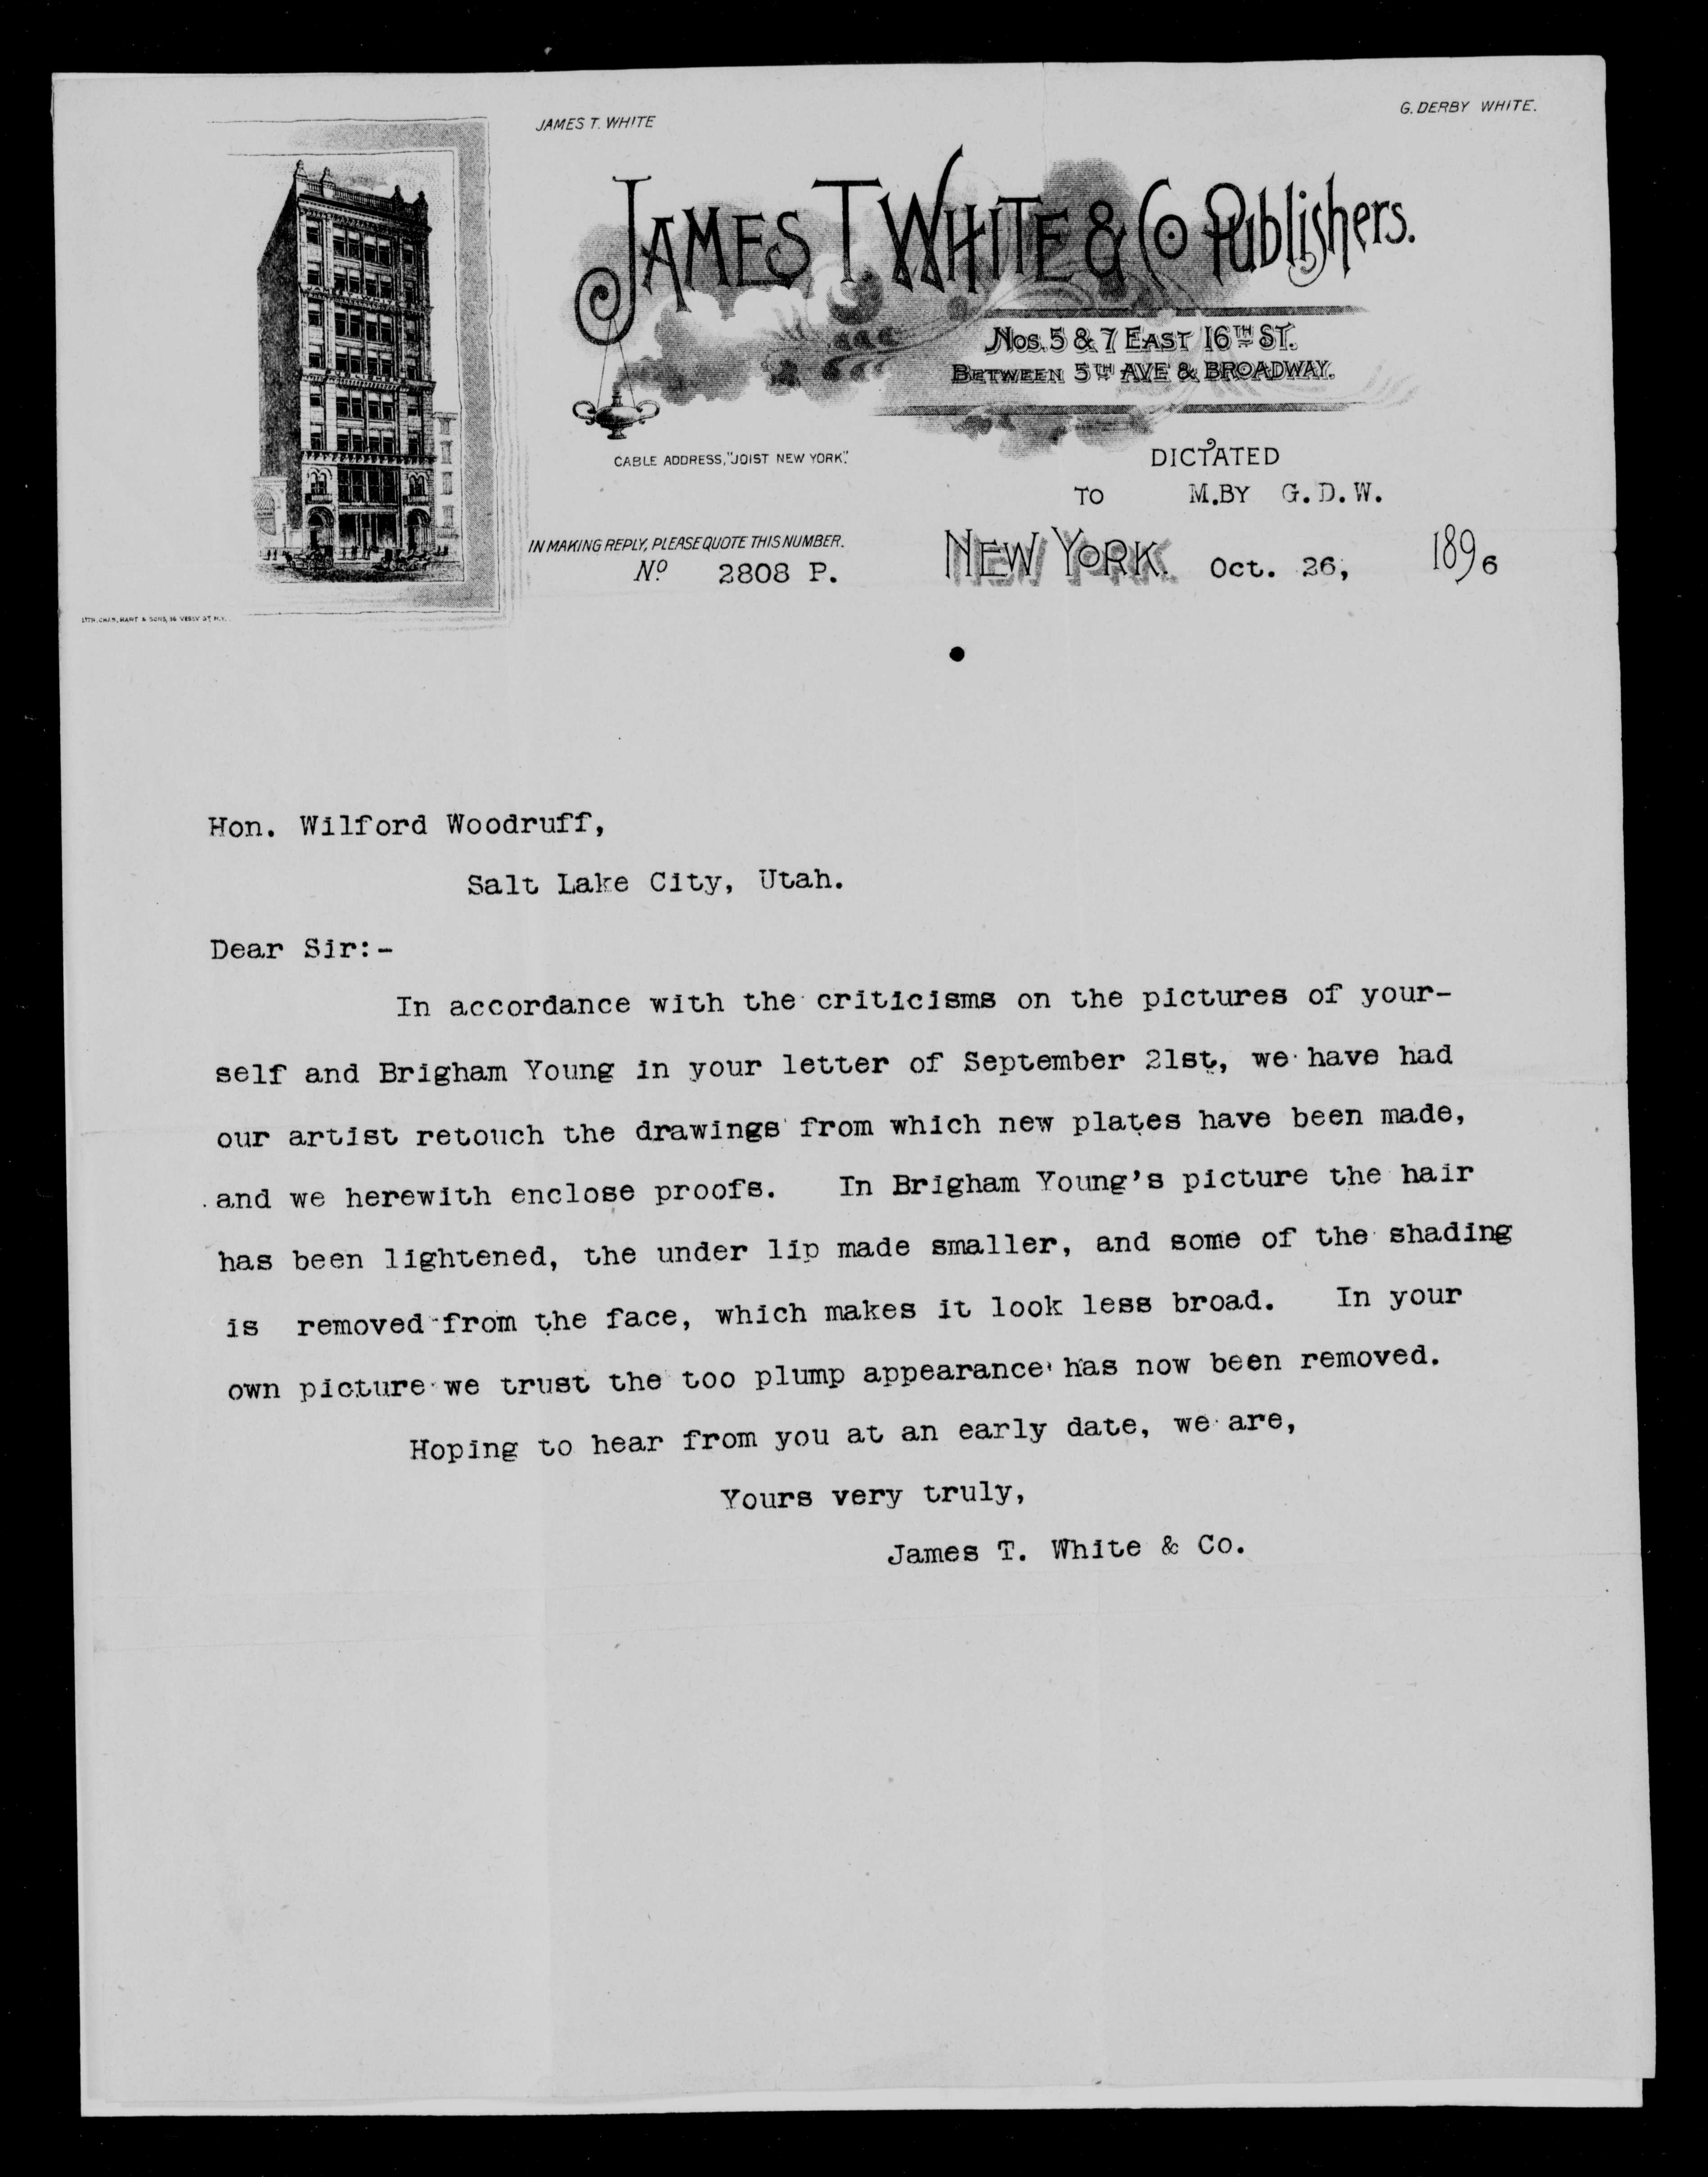 JAMES T. WHITE
G. DERBY WHITE.
JAMES T. WHITE & Co Publishers.
Nos. 5 & 7 EAST 16TH ST.
BETWEEN 5TH AVE & BROADWAY.
CABLE ADDRESS, "JOIST NEW YORK".
DICTATED
TO M.BY G.D.W.
IN MAKING REPLY, PLEASE QUOTE THIS NUMBER.
No 2808 P.
NEW YORK. Oct. 26, 1896
LITH. CHAS. HART & SONS, 36 VESEY ST. N.Y.
Hon. Wilford Woodruff,
Salt Lake City, Utah.
Dear Sir:-
In accordance with the criticisms on the pictures of your-
self and Brigham Young in your letter of September 21st, we have had
our artist retouch the drawings from which new plates have been made,
and we herewith enclose proofs. In Brigham Young's picture the hair
has been lightened, the under lip made smaller, and some of the shading
is removed from the face, which makes it look less broad. In your
own picture we trust the too plump appearance has now been removed.
Hoping to hear from you at an early date, we are,
Yours very truly,
James T. White & Co.